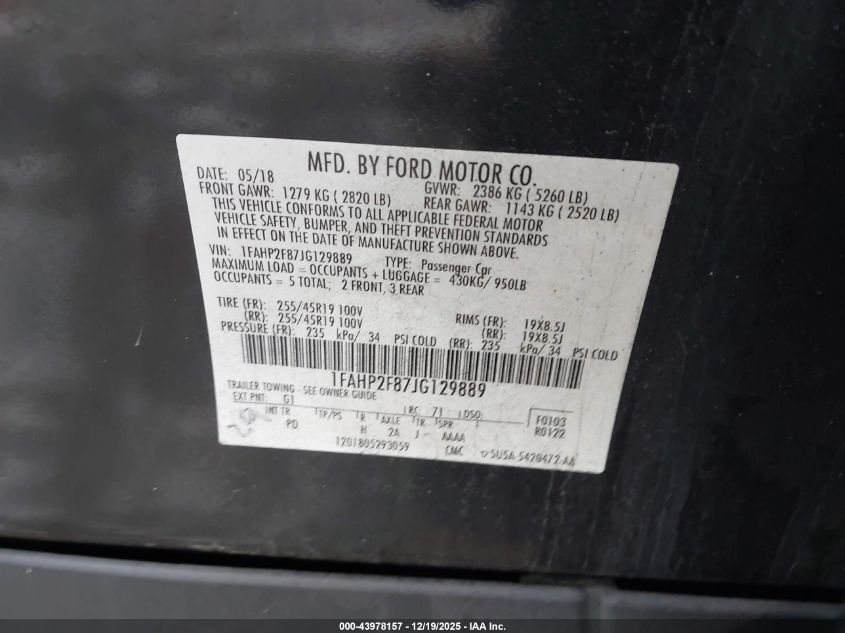 MFD. BY FORD MOTOR CO.
DATE: 05/18 GVWR: 2386 KG ( 5260 LB)
FRONT GAWR: 1279 KG ( 2820 LB) REAR GAWR: 1143 KG ( 2520 LB)
THIS VEHICLE CONFORMS TO ALL APPLICABLE FEDERAL MOTOR
VEHICLE SAFETY, BUMPER, AND THEFT PREVENTION STANDARDS
IN EFFECT ON THE DATE OF MANUFACTURE SHOWN ABOVE.
VIN: 1FAHP2F87JG129889 TYPE: Passenger Car
MAXIMUM LOAD = OCCUPANTS + LUGGAGE = 430KG/ 950LB
OCCUPANTS = 5 TOTAL; 2 FRONT, 3 REAR
TIRE (FR): 255/45R19 100V RIMS (FR): 19X8.5J
(RR): 255/45R19 100V (RR): 19X8.5J
PRESSURE (FR): 235 kPa/ 34 PSI COLD (RR): 235 kPa/ 34 PSI COLD
1FAHP2F87JG129889
TRAILER TOWING - SEE OWNER GUIDE
EXT PNT: G1 RC: 71 DSO: F0103
INT TR TP/PS R AXLE TR SPR R0122
PD H 2A J AAAA
1201805293059 CMC 5U5A-5420472-AA
000-43978157 - 12/19/2025 - IAA Inc.